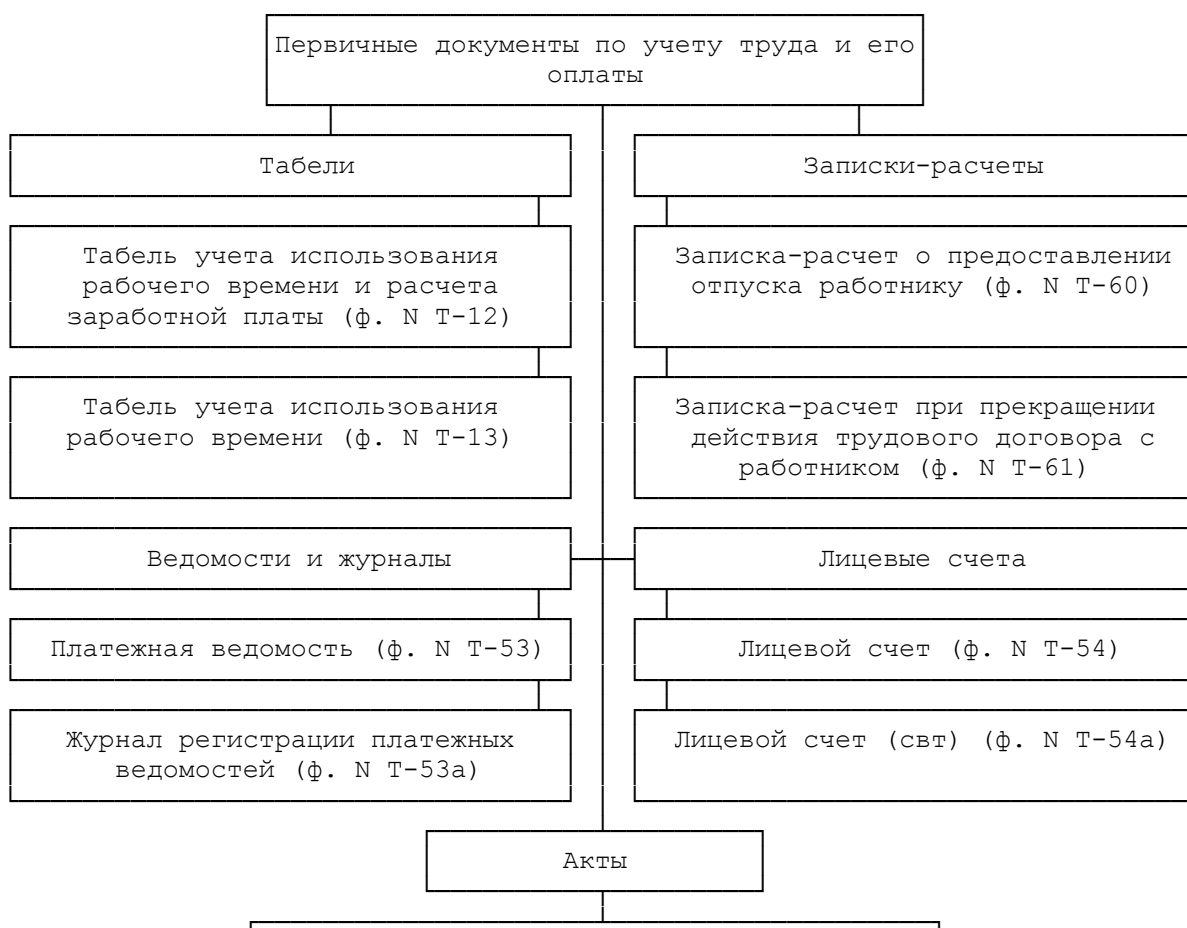 Первичные документы по учету труда и его
оплаты
Табели
Записки-расчеты
Табель учета использования
рабочего времени и расчета
заработной платы (ф. N Т-12)
Записка-расчет о предоставлении
отпуска работнику (ф. N Т-60)
Табель учета использования
рабочего времени (ф. N Т-13)
Записка-расчет при прекращении
действия трудового договора с
работником (ф. N Т-61)
Ведомости и журналы
Лицевые счета
Платежная ведомость (ф. N Т-53)
Лицевой счет (ф. N Т-54)
Журнал регистрации платежных
ведомостей (ф. N Т-53а)
Лицевой счет (свт) (ф. N Т-54а)
Акты